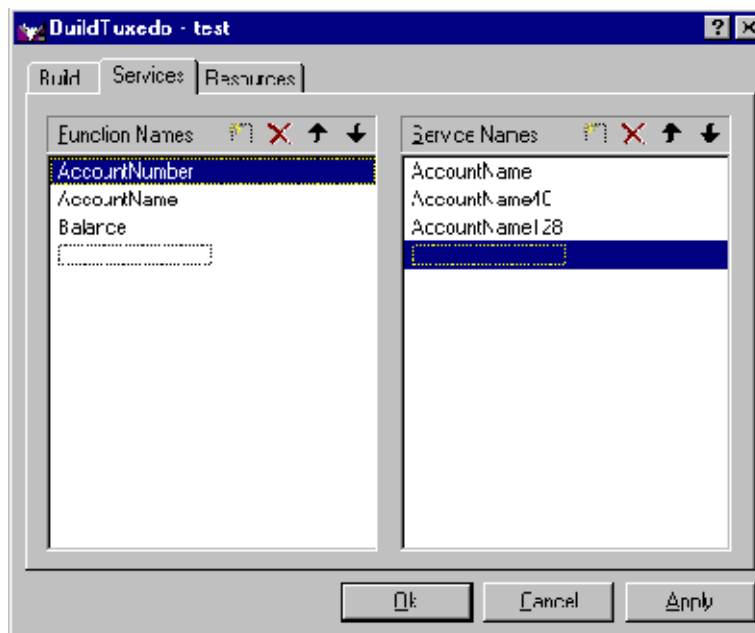 BuildTuxedo - test
Build Services Resources
Function Names
AccountNumber
AccountName
Balance
Service Names
AccountName
AccountName40
AccountName128
Ok Cancel Apply